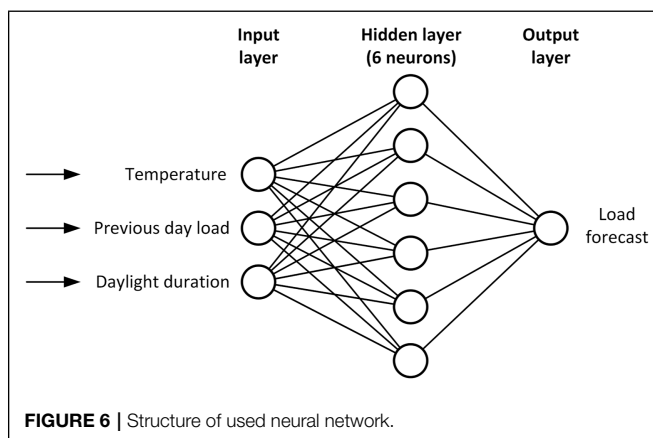 Input
layer
Hidden layer
(6 neurons)
Output
layer
Temperature
Previous day load
Daylight duration
Load
forecast
FIGURE 6 | Structure of used neural network.